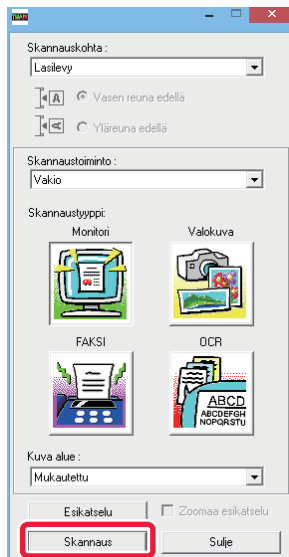 TWAIN
Skannauskohta :
Lasilevy
A Vasen reuna edellä
A Yläreuna edellä
Skannaustoiminto :
Vakio
Skannaustyyppi:
Monitori Valokuva
FAKSI OCR
ABCD
ABCDEFGH
NOPQRSTU
Kuva alue :
Mukautettu
Esikatselu Zoomaa esikatselu
Skannaus Sulje